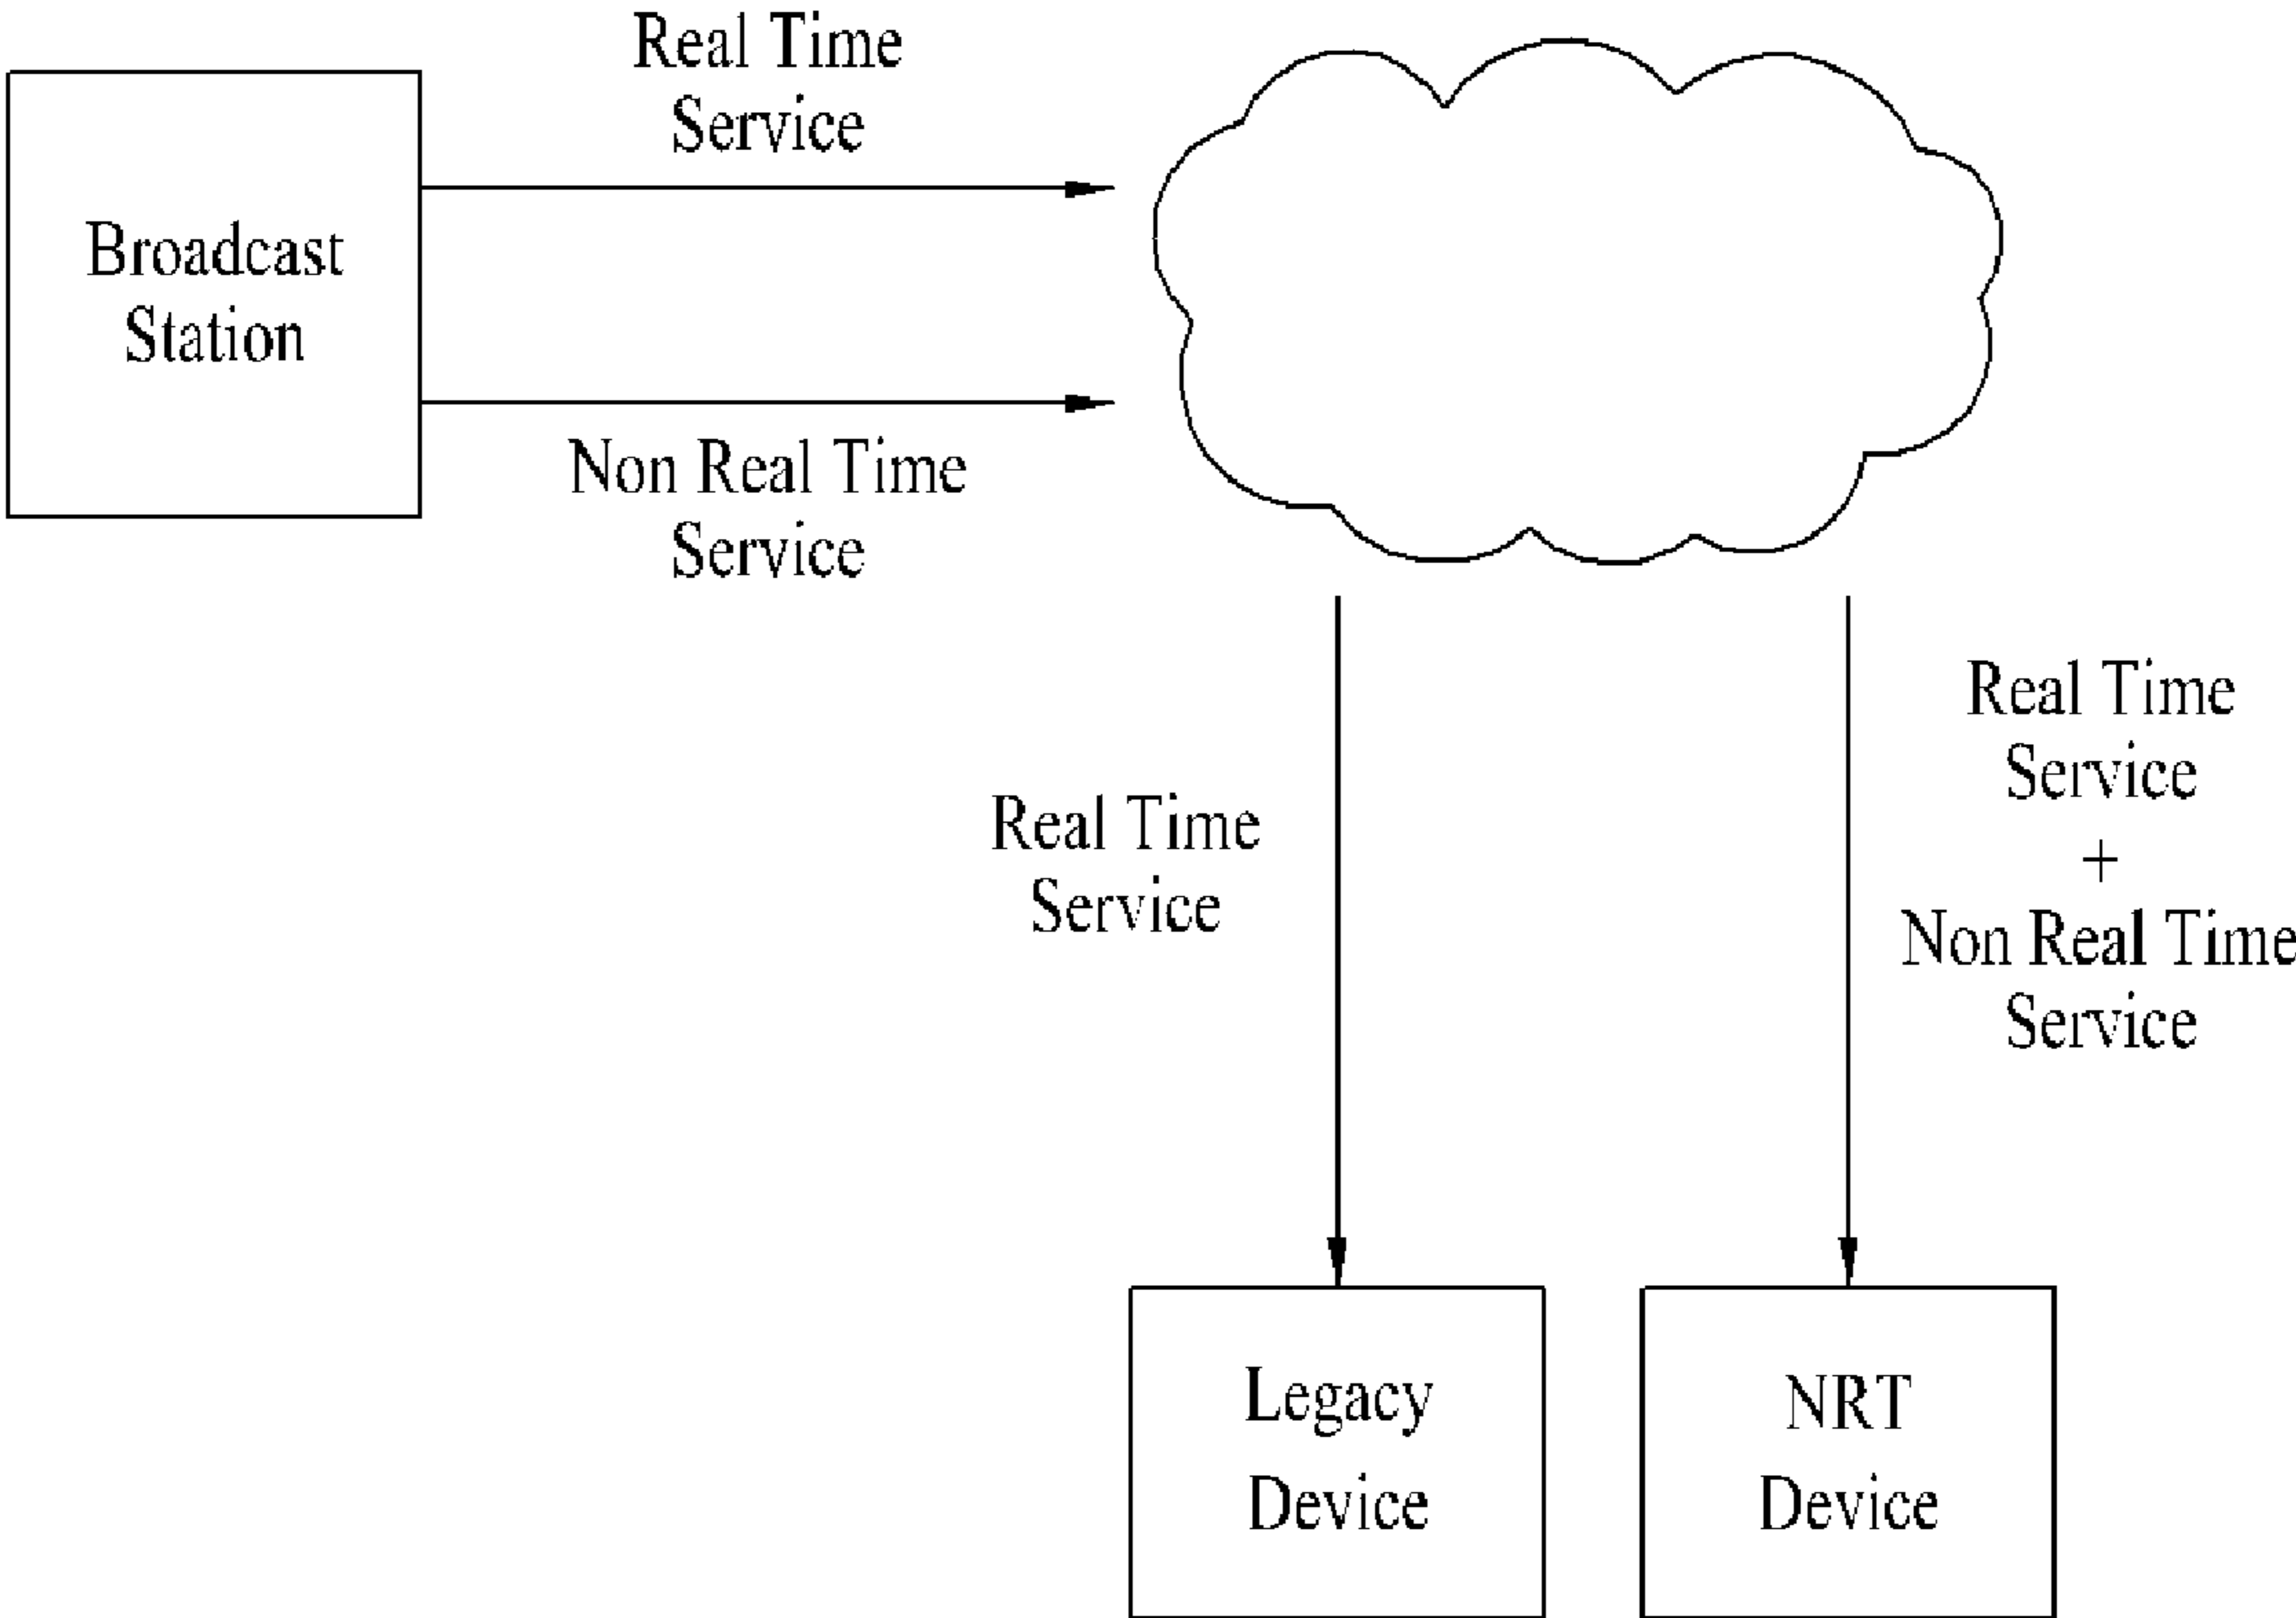 Real Time
Service
Broadcast
Station
Non Real Time
Service
Real Time
Service
Real Time
Service
+
Non Real Time
Service
Legacy
Device
NRT
Device